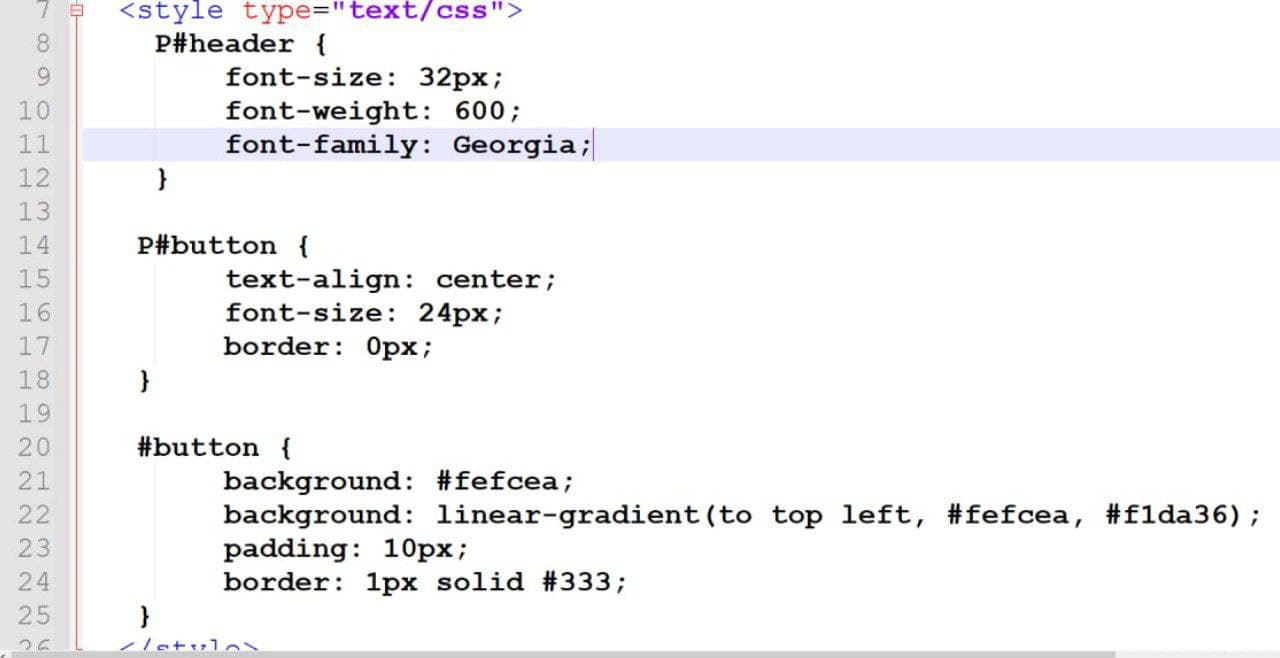 7 <style type="text/css">
8 P#header {
9 font-size: 32px;
10 font-weight: 600;
11 font-family: Georgia;
12 }
13
14 P#button {
15 text-align: center;
16 font-size: 24px;
17 border: 0px;
18 }
19
20 #button {
21 background: #fefcea;
22 background: linear-gradient(to top left, #fefcea, #f1da36);
23 padding: 10px;
24 border: 1px solid #333;
25 }
26 </style>